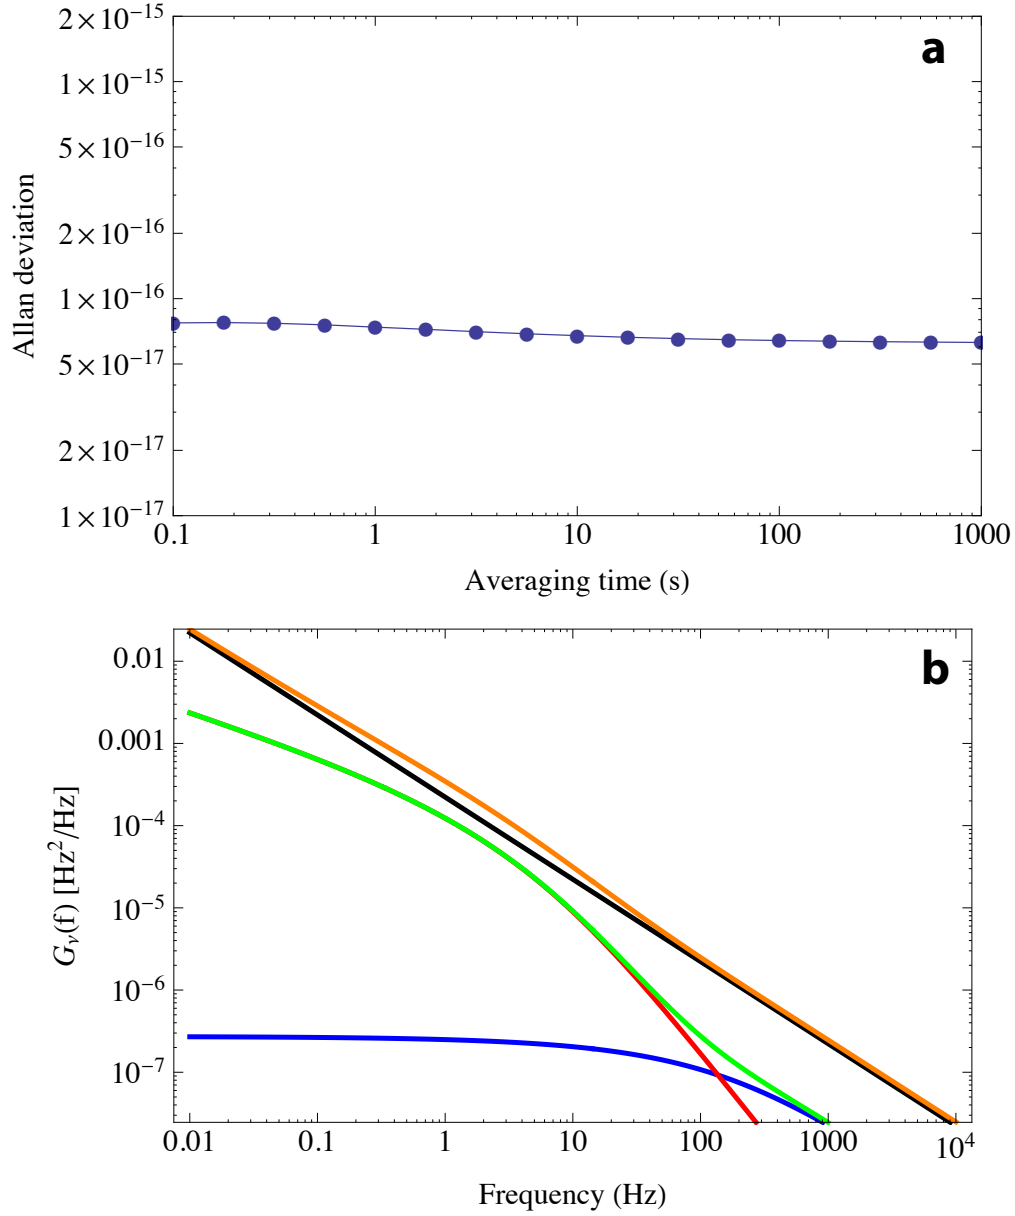 a
2×10⁻¹⁵
1×10⁻¹⁵
5×10⁻¹⁶
2×10⁻¹⁶
1×10⁻¹⁶
5×10⁻¹⁷
2×10⁻¹⁷
1×10⁻¹⁷
Allan deviation
0.1 1 10 100 1000
Averaging time (s)
b
0.01
0.001
10⁻⁴
10⁻⁵
10⁻⁶
10⁻⁷
Gᵥ(f) [Hz²/Hz]
0.01 0.1 1 10 100 1000 10⁴
Frequency (Hz)